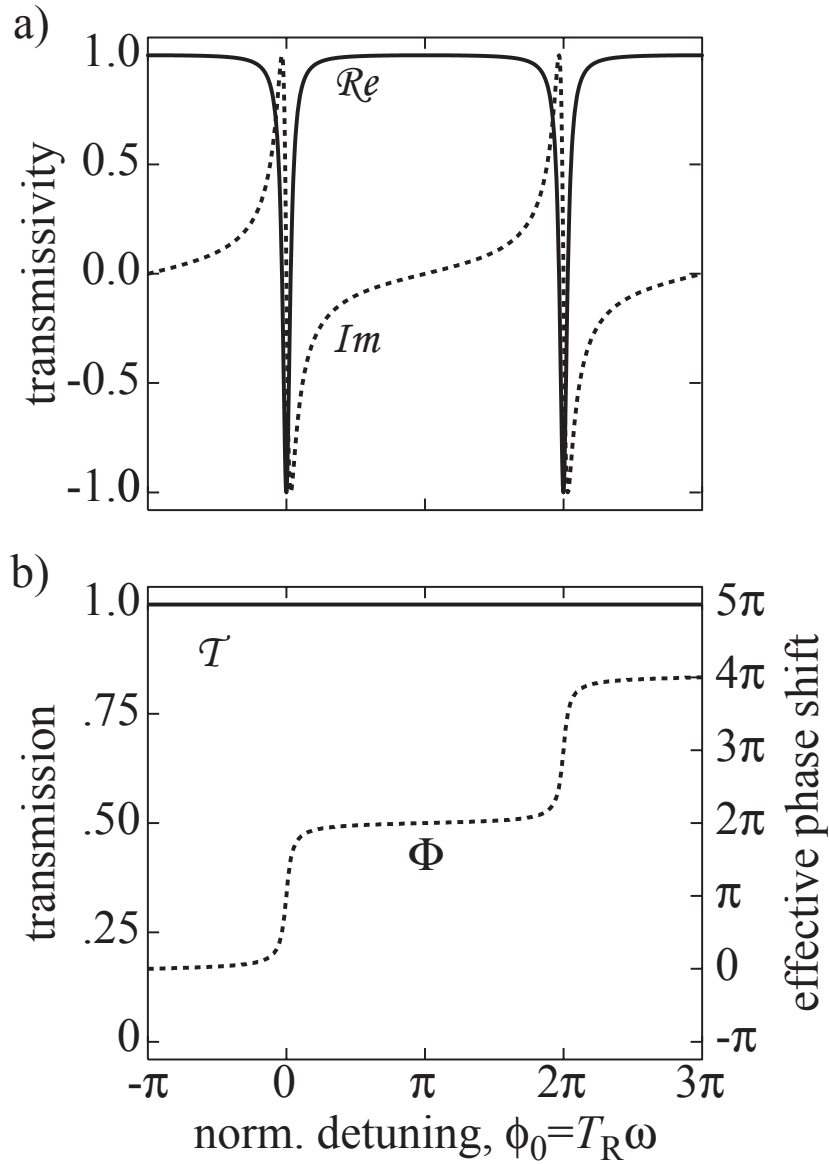 a)
1.0
0.5
0.0
-0.5
-1.0
transmissivity
Re
Im
b)
1.0
.75
.50
.25
0
transmission
T
Φ
5π
4π
3π
2π
π
0
-π
effective phase shift
-π 0 π 2π 3π
norm. detuning, ϕ₀=T_Rω